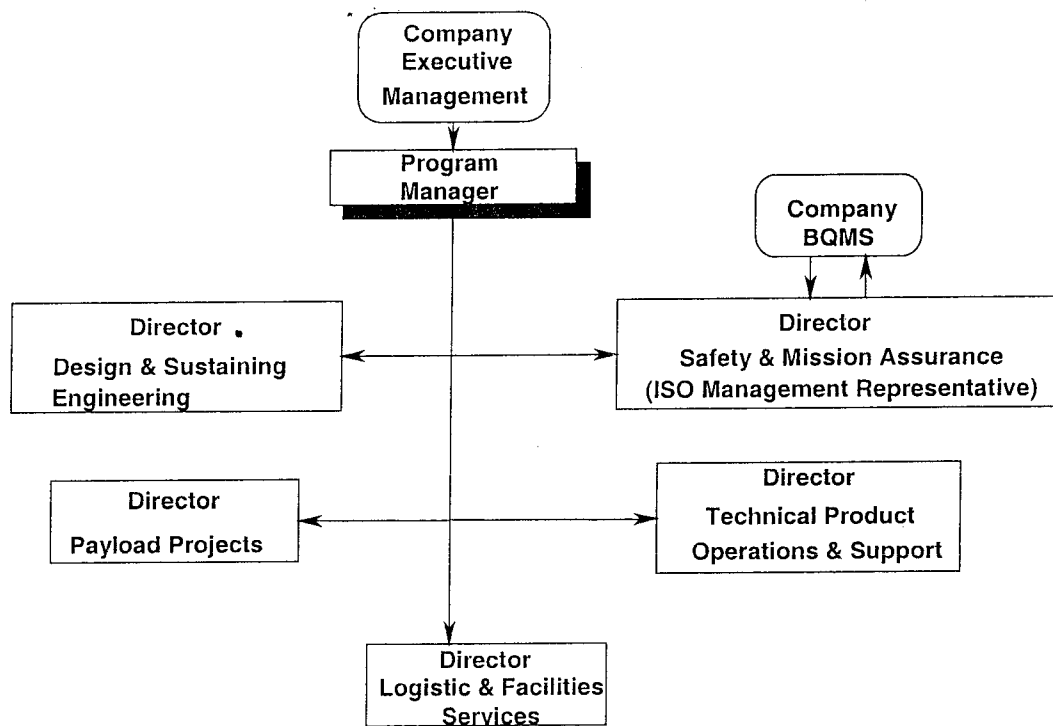 Company
Executive
Management
Program
Manager
Company
BQMS
Director
Design & Sustaining
Engineering
Director
Safety & Mission Assurance
(ISO Management Representative)
Director
Payload Projects
Director
Technical Product
Operations & Support
Director
Logistic & Facilities
Services